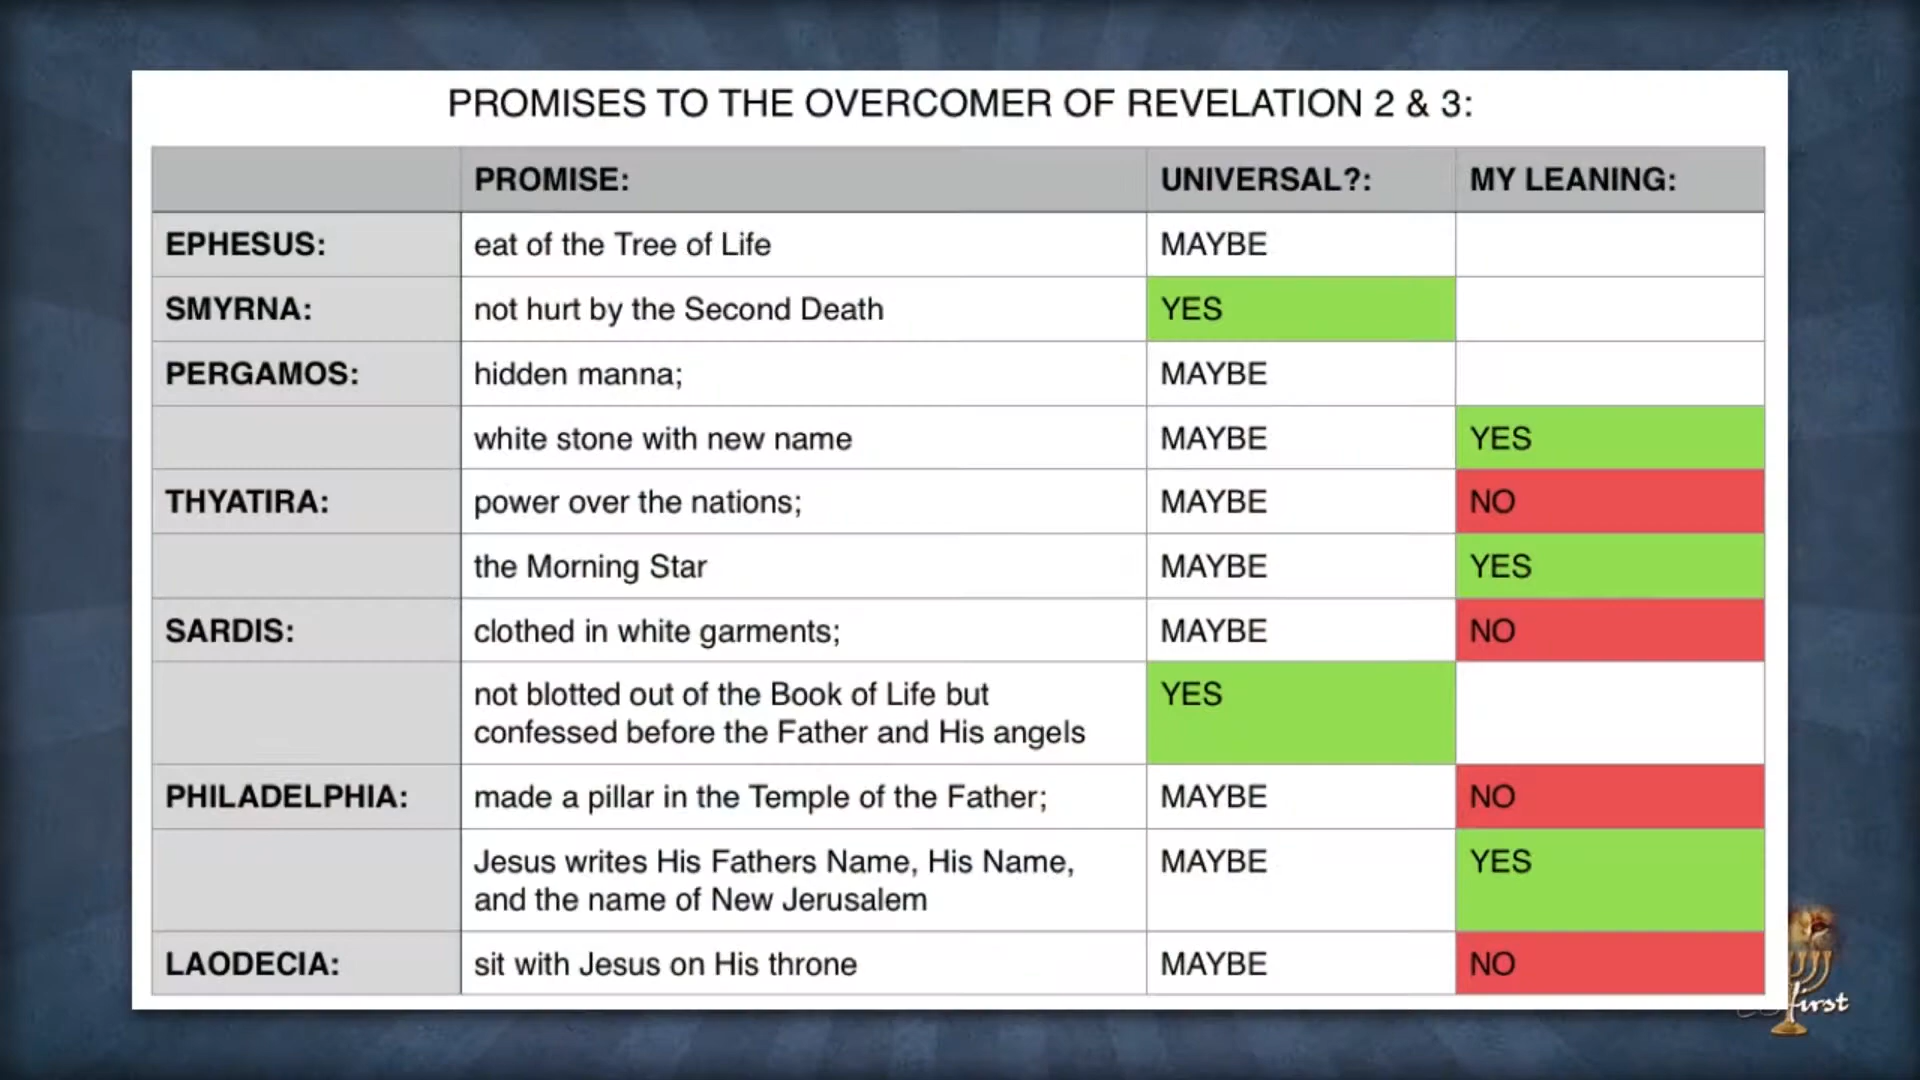 PROMISES TO THE OVERCOMER OF REVELATION 2 & 3:
PROMISE: UNIVERSAL?: MY LEANING:
EPHESUS: eat of the Tree of Life MAYBE
SMYRNA: not hurt by the Second Death YES
PERGAMOS: hidden manna; MAYBE
white stone with new name MAYBE YES
THYATIRA: power over the nations; MAYBE NO
the Morning Star MAYBE YES
SARDIS: clothed in white garments; MAYBE NO
not blotted out of the Book of Life but YES
confessed before the Father and His angels
PHILADELPHIA: made a pillar in the Temple of the Father; MAYBE NO
Jesus writes His Fathers Name, His Name, MAYBE YES
and the name of New Jerusalem
LAODECIA: sit with Jesus on His throne MAYBE NO
first